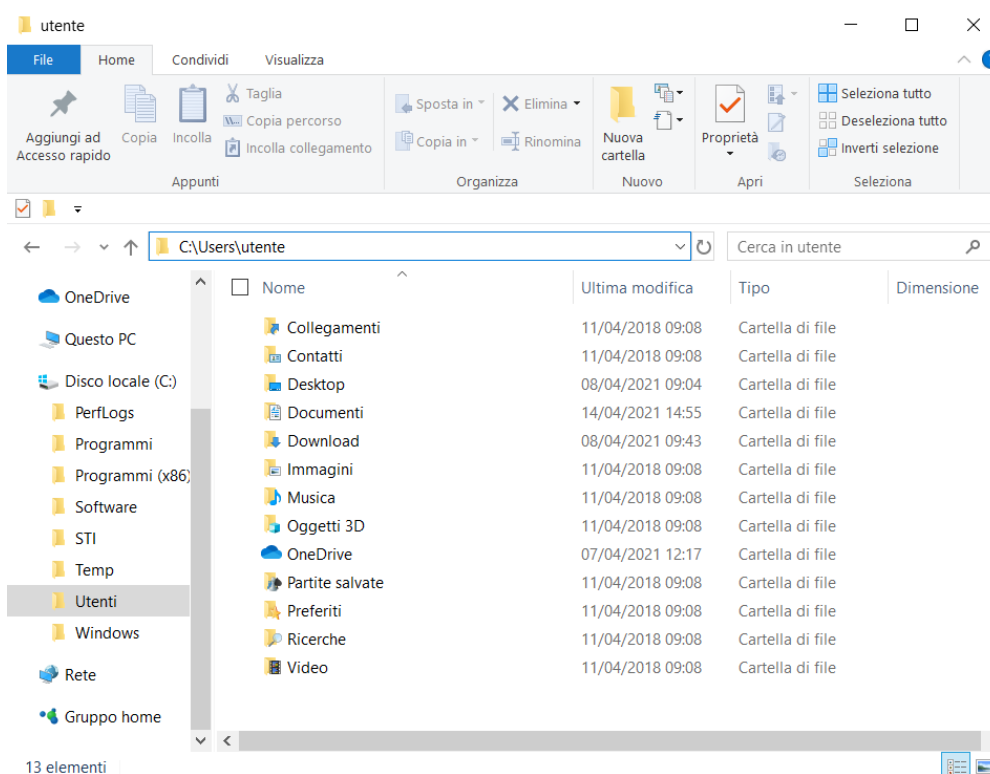 utente
File Home Condividi Visualizza
Aggiungi ad
Accesso rapido
Copia
Incolla
Taglia
W... Copia percorso
Incolla collegamento
Appunti
Sposta in
Copia in
Elimina
Rinomina
Organizza
Nuova
cartella
Nuovo
Proprietà
Apri
Seleziona tutto
Deseleziona tutto
Inverti selezione
Seleziona
C:\Users\utente
Cerca in utente
OneDrive
Questo PC
Disco locale (C:)
PerfLogs
Programmi
Programmi (x86)
Software
STI
Temp
Utenti
Windows
Rete
Gruppo home
Nome Ultima modifica Tipo Dimensione
Collegamenti 11/04/2018 09:08 Cartella di file
Contatti 11/04/2018 09:08 Cartella di file
Desktop 08/04/2021 09:04 Cartella di file
Documenti 14/04/2021 14:55 Cartella di file
Download 08/04/2021 09:43 Cartella di file
Immagini 11/04/2018 09:08 Cartella di file
Musica 11/04/2018 09:08 Cartella di file
Oggetti 3D 11/04/2018 09:08 Cartella di file
OneDrive 07/04/2021 12:17 Cartella di file
Partite salvate 11/04/2018 09:08 Cartella di file
Preferiti 11/04/2018 09:08 Cartella di file
Ricerche 11/04/2018 09:08 Cartella di file
Video 11/04/2018 09:08 Cartella di file
13 elementi